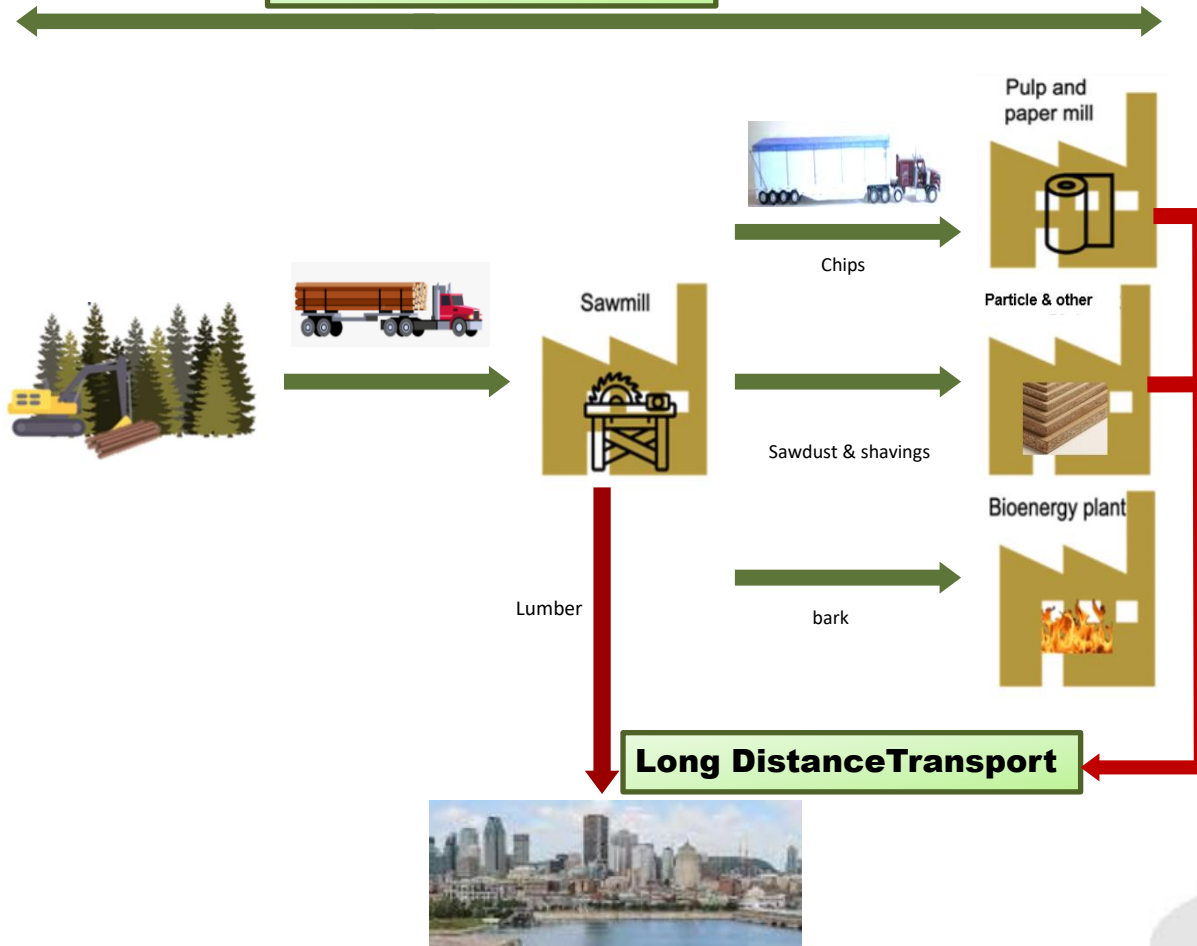 Pulp and
paper mill
Chips
Sawmill
Particle & other
Sawdust & shavings
Bioenergy plant
Lumber
bark
Long DistanceTransport